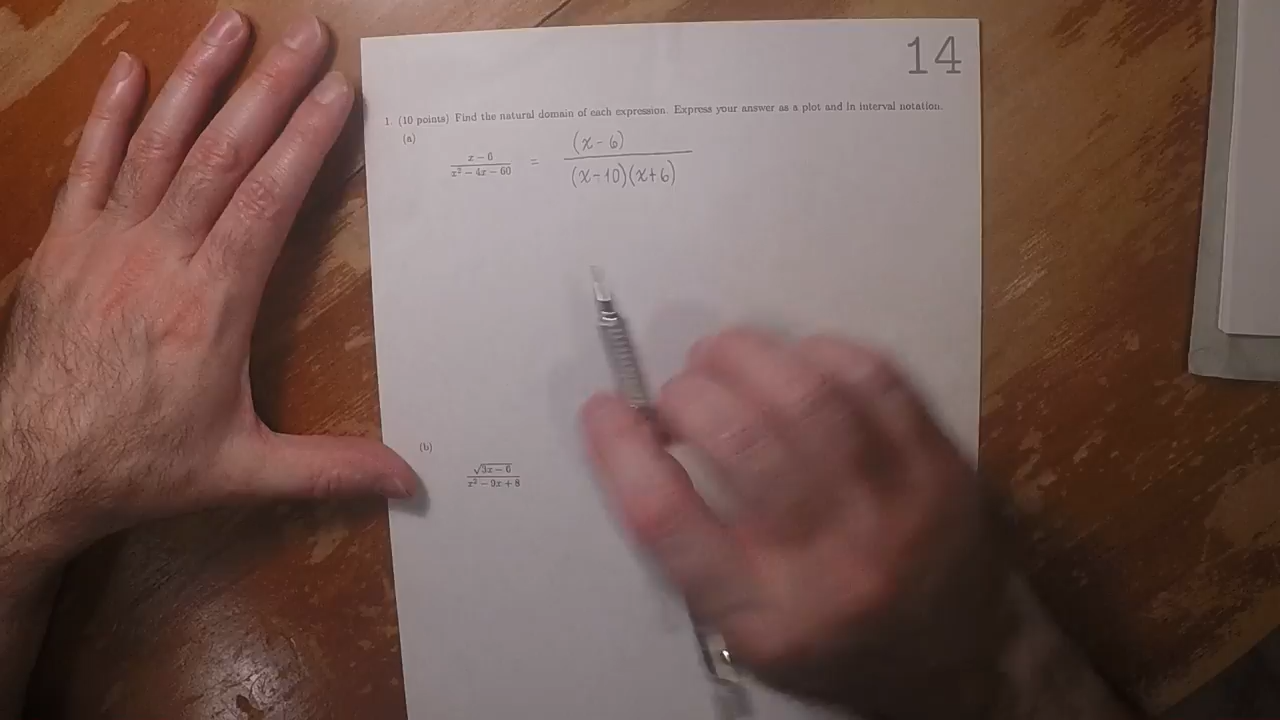 14
1. (10 points) Find the natural domain of each expression. Express your answer as a plot and in interval notation.
(a)
x − 6 / x² − 4x − 60 = (x − 6) / (x − 10)(x + 6)
(b)
√3x − 6 / x² − 9x + 8